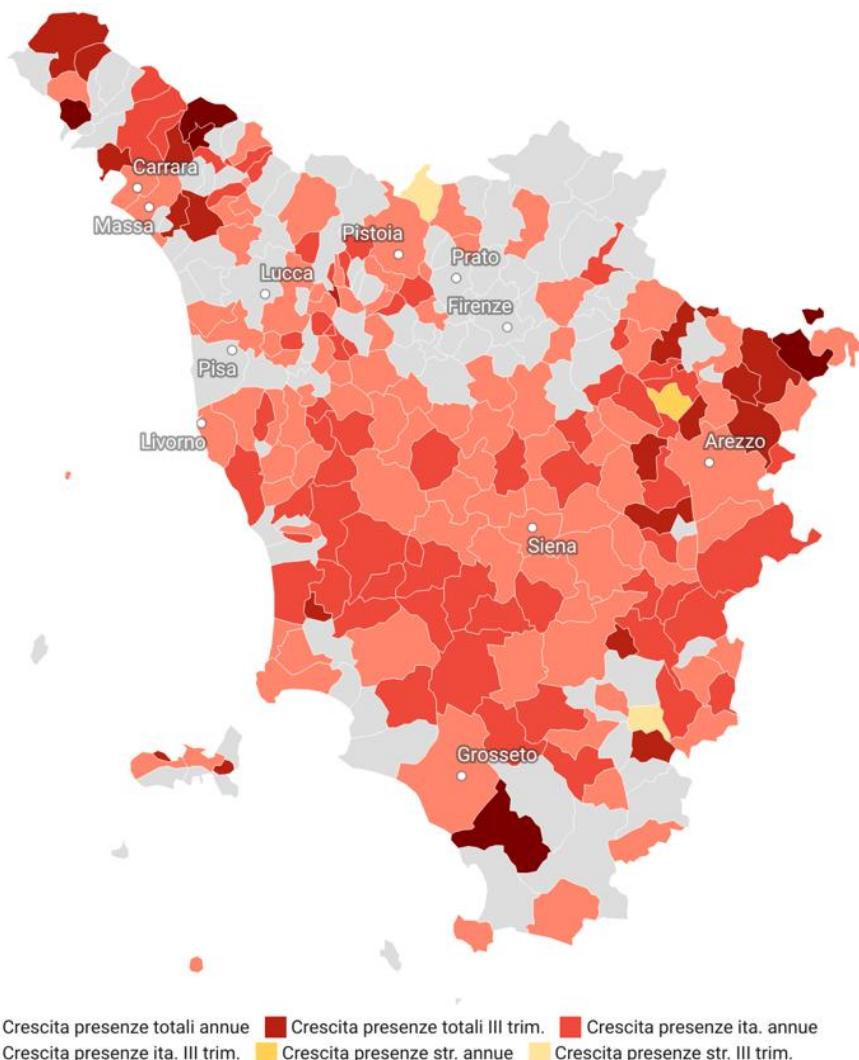 Carrara
Massa
Pistoia
Prato
Lucca
Firenze
Pisa
Livorno
Arezzo
Siena
Grosseto
Crescita presenze totali annue Crescita presenze totali III trim. Crescita presenze ita. annue
Crescita presenze ita. III trim. Crescita presenze str. annue Crescita presenze str. III trim.